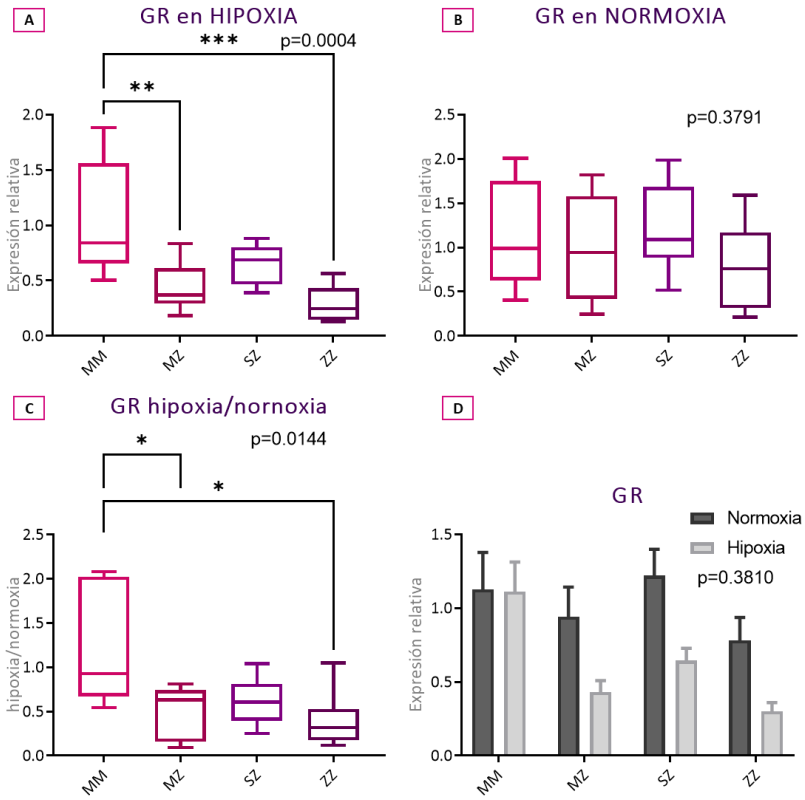 A
GR en HIPOXIA
***
p=0.0004
**
Expresión relativa
2.0
1.5
1.0
0.5
0.0
MM
MZ
SZ
ZZ
B
GR en NORMOXIA
p=0.3791
Expresión relativa
2.5
2.0
1.5
1.0
0.5
0.0
MM
MZ
SZ
ZZ
C
GR hipoxia/nornoxia
*
p=0.0144
*
hipoxia/normoxia
2.5
2.0
1.5
1.0
0.5
0.0
MM
MZ
SZ
ZZ
D
GR
Normoxia
Hipoxia
p=0.3810
Expresión relativa
1.5
1.0
0.5
0.0
MM
MZ
SZ
ZZ